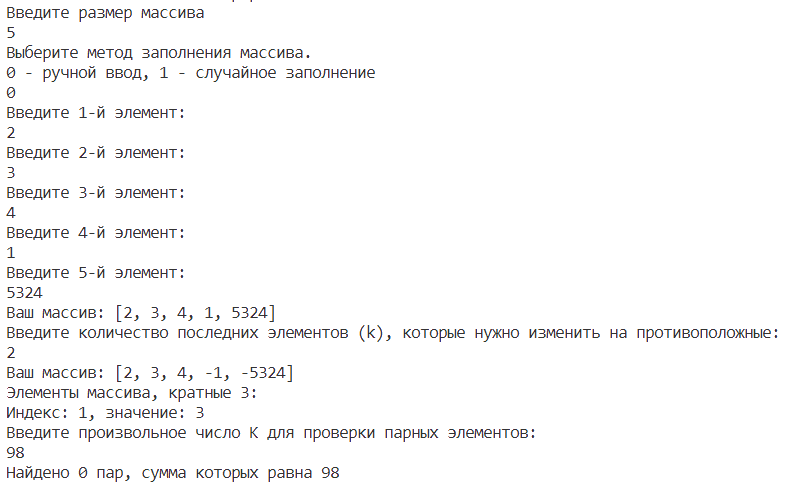 Введите размер массива
5
Выберите метод заполнения массива.
0 - ручной ввод, 1 - случайное заполнение
0
Введите 1-й элемент:
2
Введите 2-й элемент:
3
Введите 3-й элемент:
4
Введите 4-й элемент:
1
Введите 5-й элемент:
5324
Ваш массив: [2, 3, 4, 1, 5324]
Введите количество последних элементов (k), которые нужно изменить на противоположные:
2
Ваш массив: [2, 3, 4, -1, -5324]
Элементы массива, кратные 3:
Индекс: 1, значение: 3
Введите произвольное число K для проверки парных элементов:
98
Найдено 0 пар, сумма которых равна 98